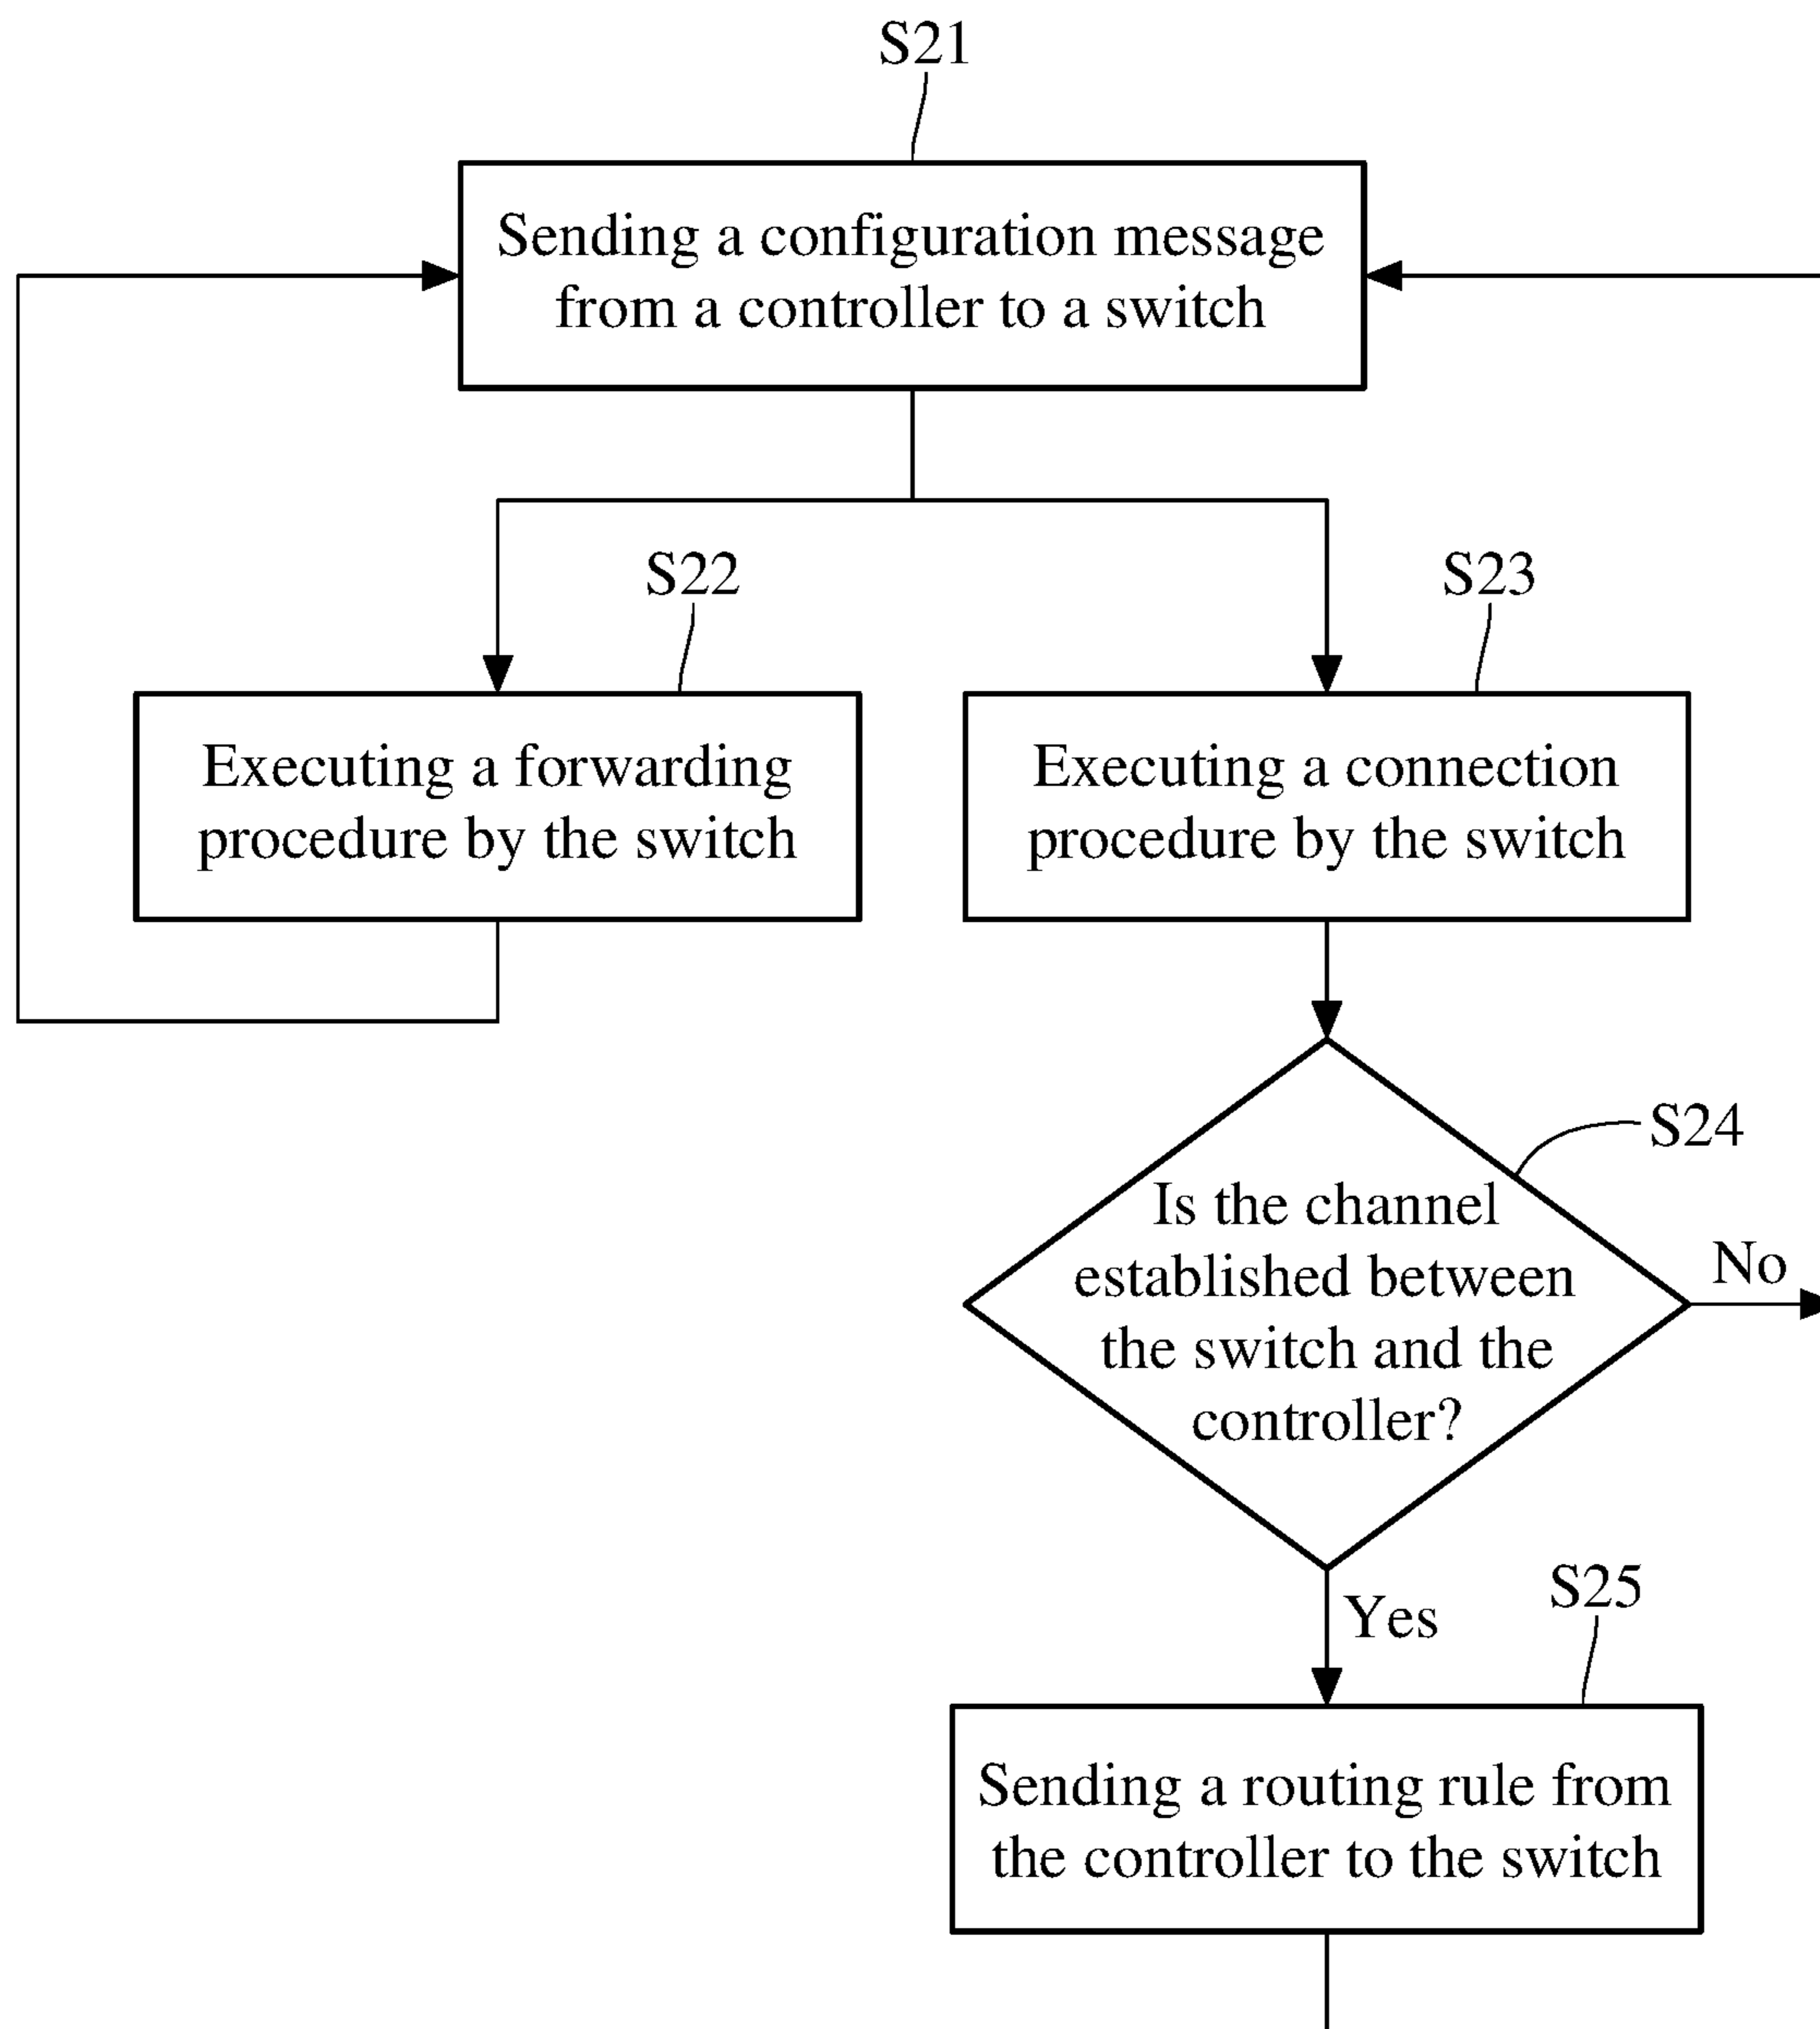 S21
Sending a configuration message
from a controller to a switch
S22
S23
Executing a forwarding
procedure by the switch
Executing a connection
procedure by the switch
S24
Is the channel
established between
the switch and the
controller?
No
Yes
S25
Sending a routing rule from
the controller to the switch